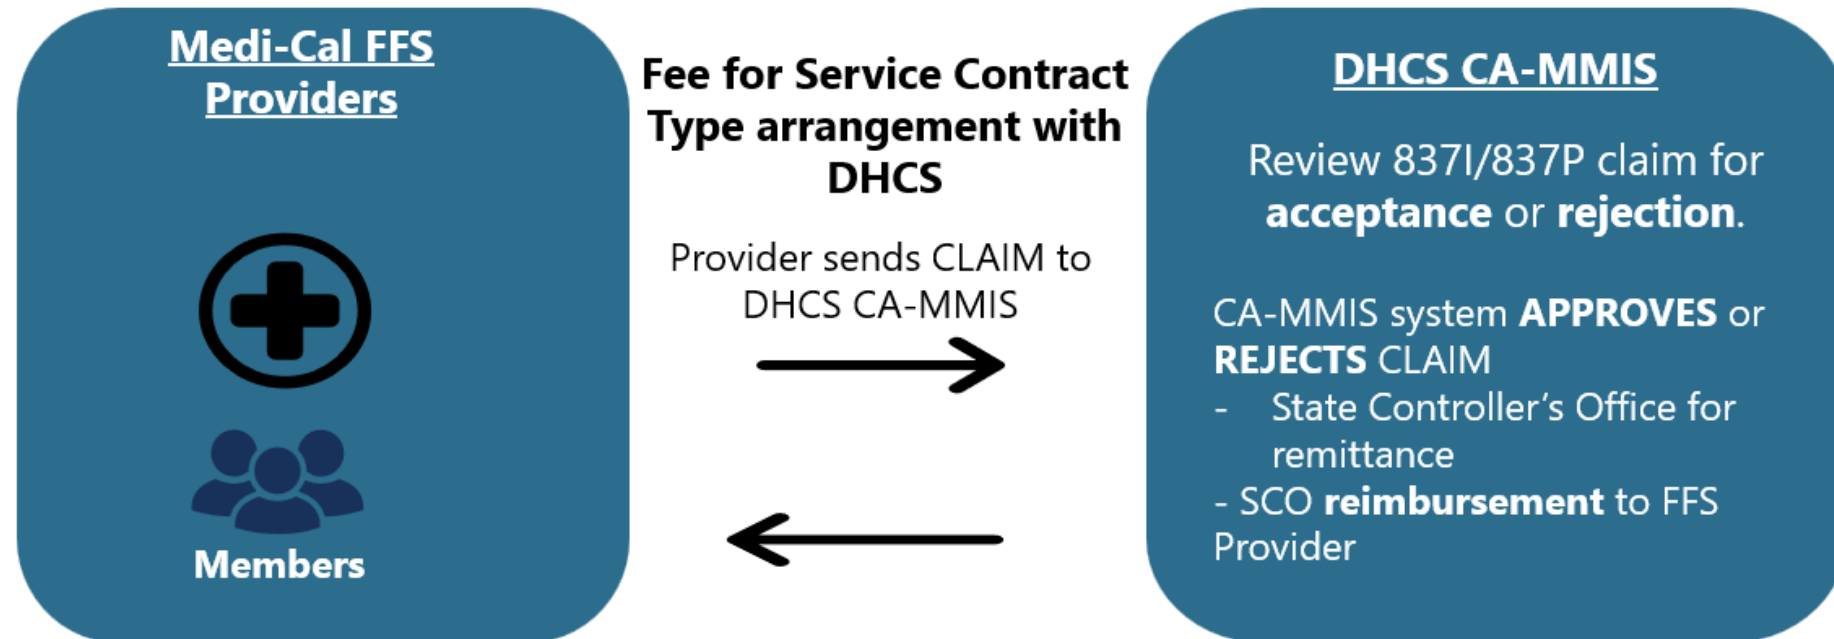 Medi-Cal FFS
Providers
Members
Fee for Service Contract
Type arrangement with
DHCS
Provider sends CLAIM to
DHCS CA-MMIS
DHCS CA-MMIS
Review 837I/837P claim for
acceptance or rejection.
CA-MMIS system APPROVES or
REJECTS CLAIM
- State Controller’s Office for
remittance
- SCO reimbursement to FFS
Provider